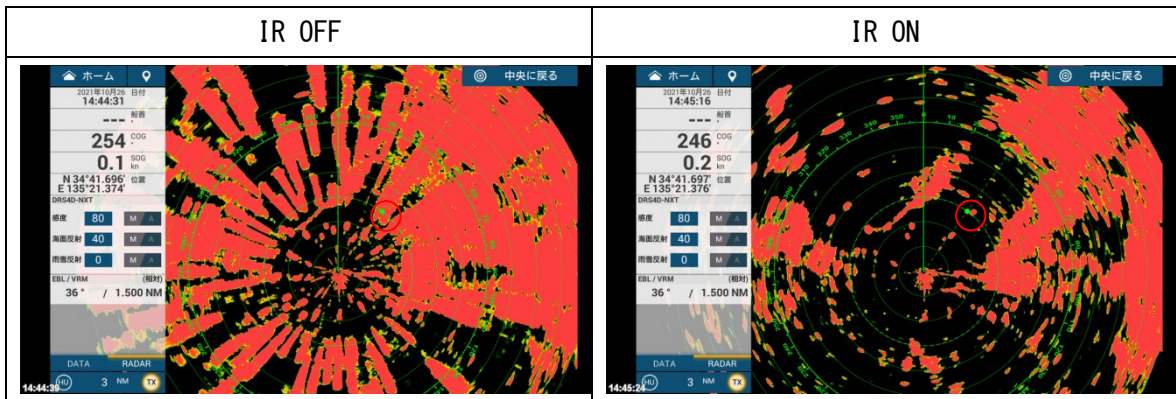 IR OFF
IR ON
ホーム
中央に戻る
2021年10月26 日付
14:44:31
--- 船首
254 ° COG
0.1 SOG kn
N 34°41.696' 位置
E 135°21.374'
DRS4D-NXT
感度 80 M A
海面反射 40 M A
雨雪反射 0 M A
EBL / VRM (相対)
36 ° / 1.500 NM
DATA RADAR
14:44:39 HU 3 NM TX
0 10
ホーム
中央に戻る
2021年10月26 日付
14:45:16
--- 船首
246 ° COG
0.2 SOG kn
N 34°41.697' 位置
E 135°21.376'
DRS4D-NXT
感度 80 M A
海面反射 40 M A
雨雪反射 0 M A
EBL / VRM (相対)
36 ° / 1.500 NM
DATA RADAR
14:45:24 HU 3 NM TX
330 340 350 0 10